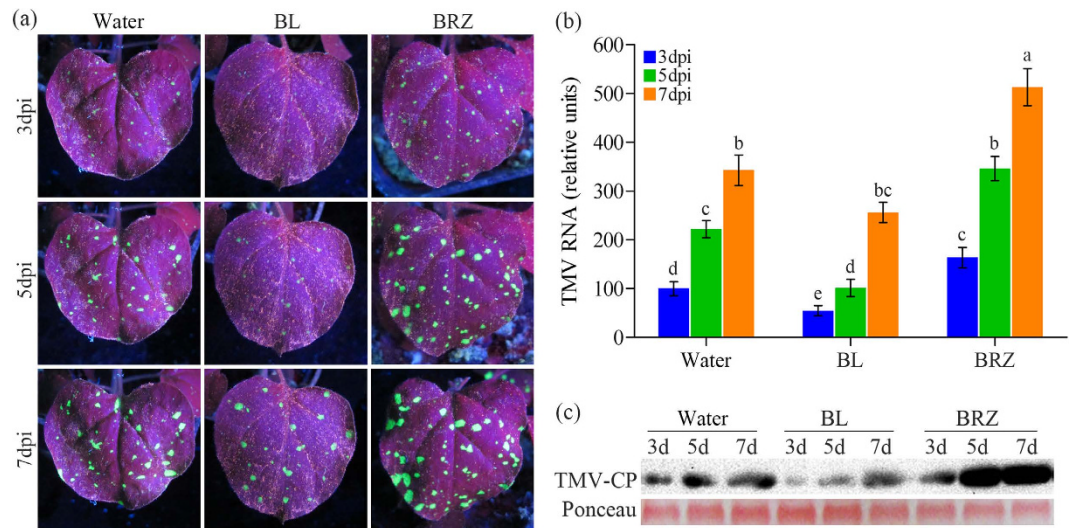 (a)
Water BL BRZ
3dpi
5dpi
7dpi
(b)
TMV RNA (relative units)
600
500
400
300
200
100
0
3dpi
5dpi
7dpi
d c b
e d bc
c b a
Water BL BRZ
(c)
Water BL BRZ
3d 5d 7d 3d 5d 7d 3d 5d 7d
TMV-CP
Ponceau